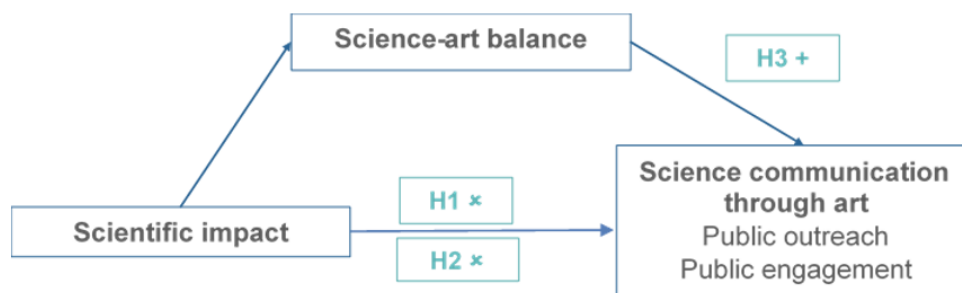 Science-art balance
H3 +
Scientific impact
H1 ×
H2 ×
Science communication
through art
Public outreach
Public engagement